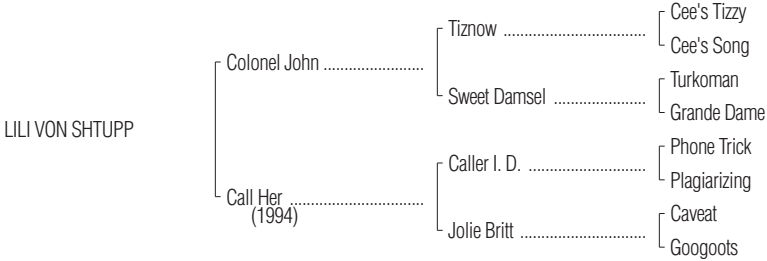 Cee's Tizzy
Tiznow ................................
Cee's Song
Colonel John .......................
Turkoman
Sweet Damsel .....................
Grande Dame
LILI VON SHTUPP
Phone Trick
Caller I. D. ..........................
Plagiarizing
Call Her ..............................
(1994)
Caveat
Jolie Britt ............................
Googoots